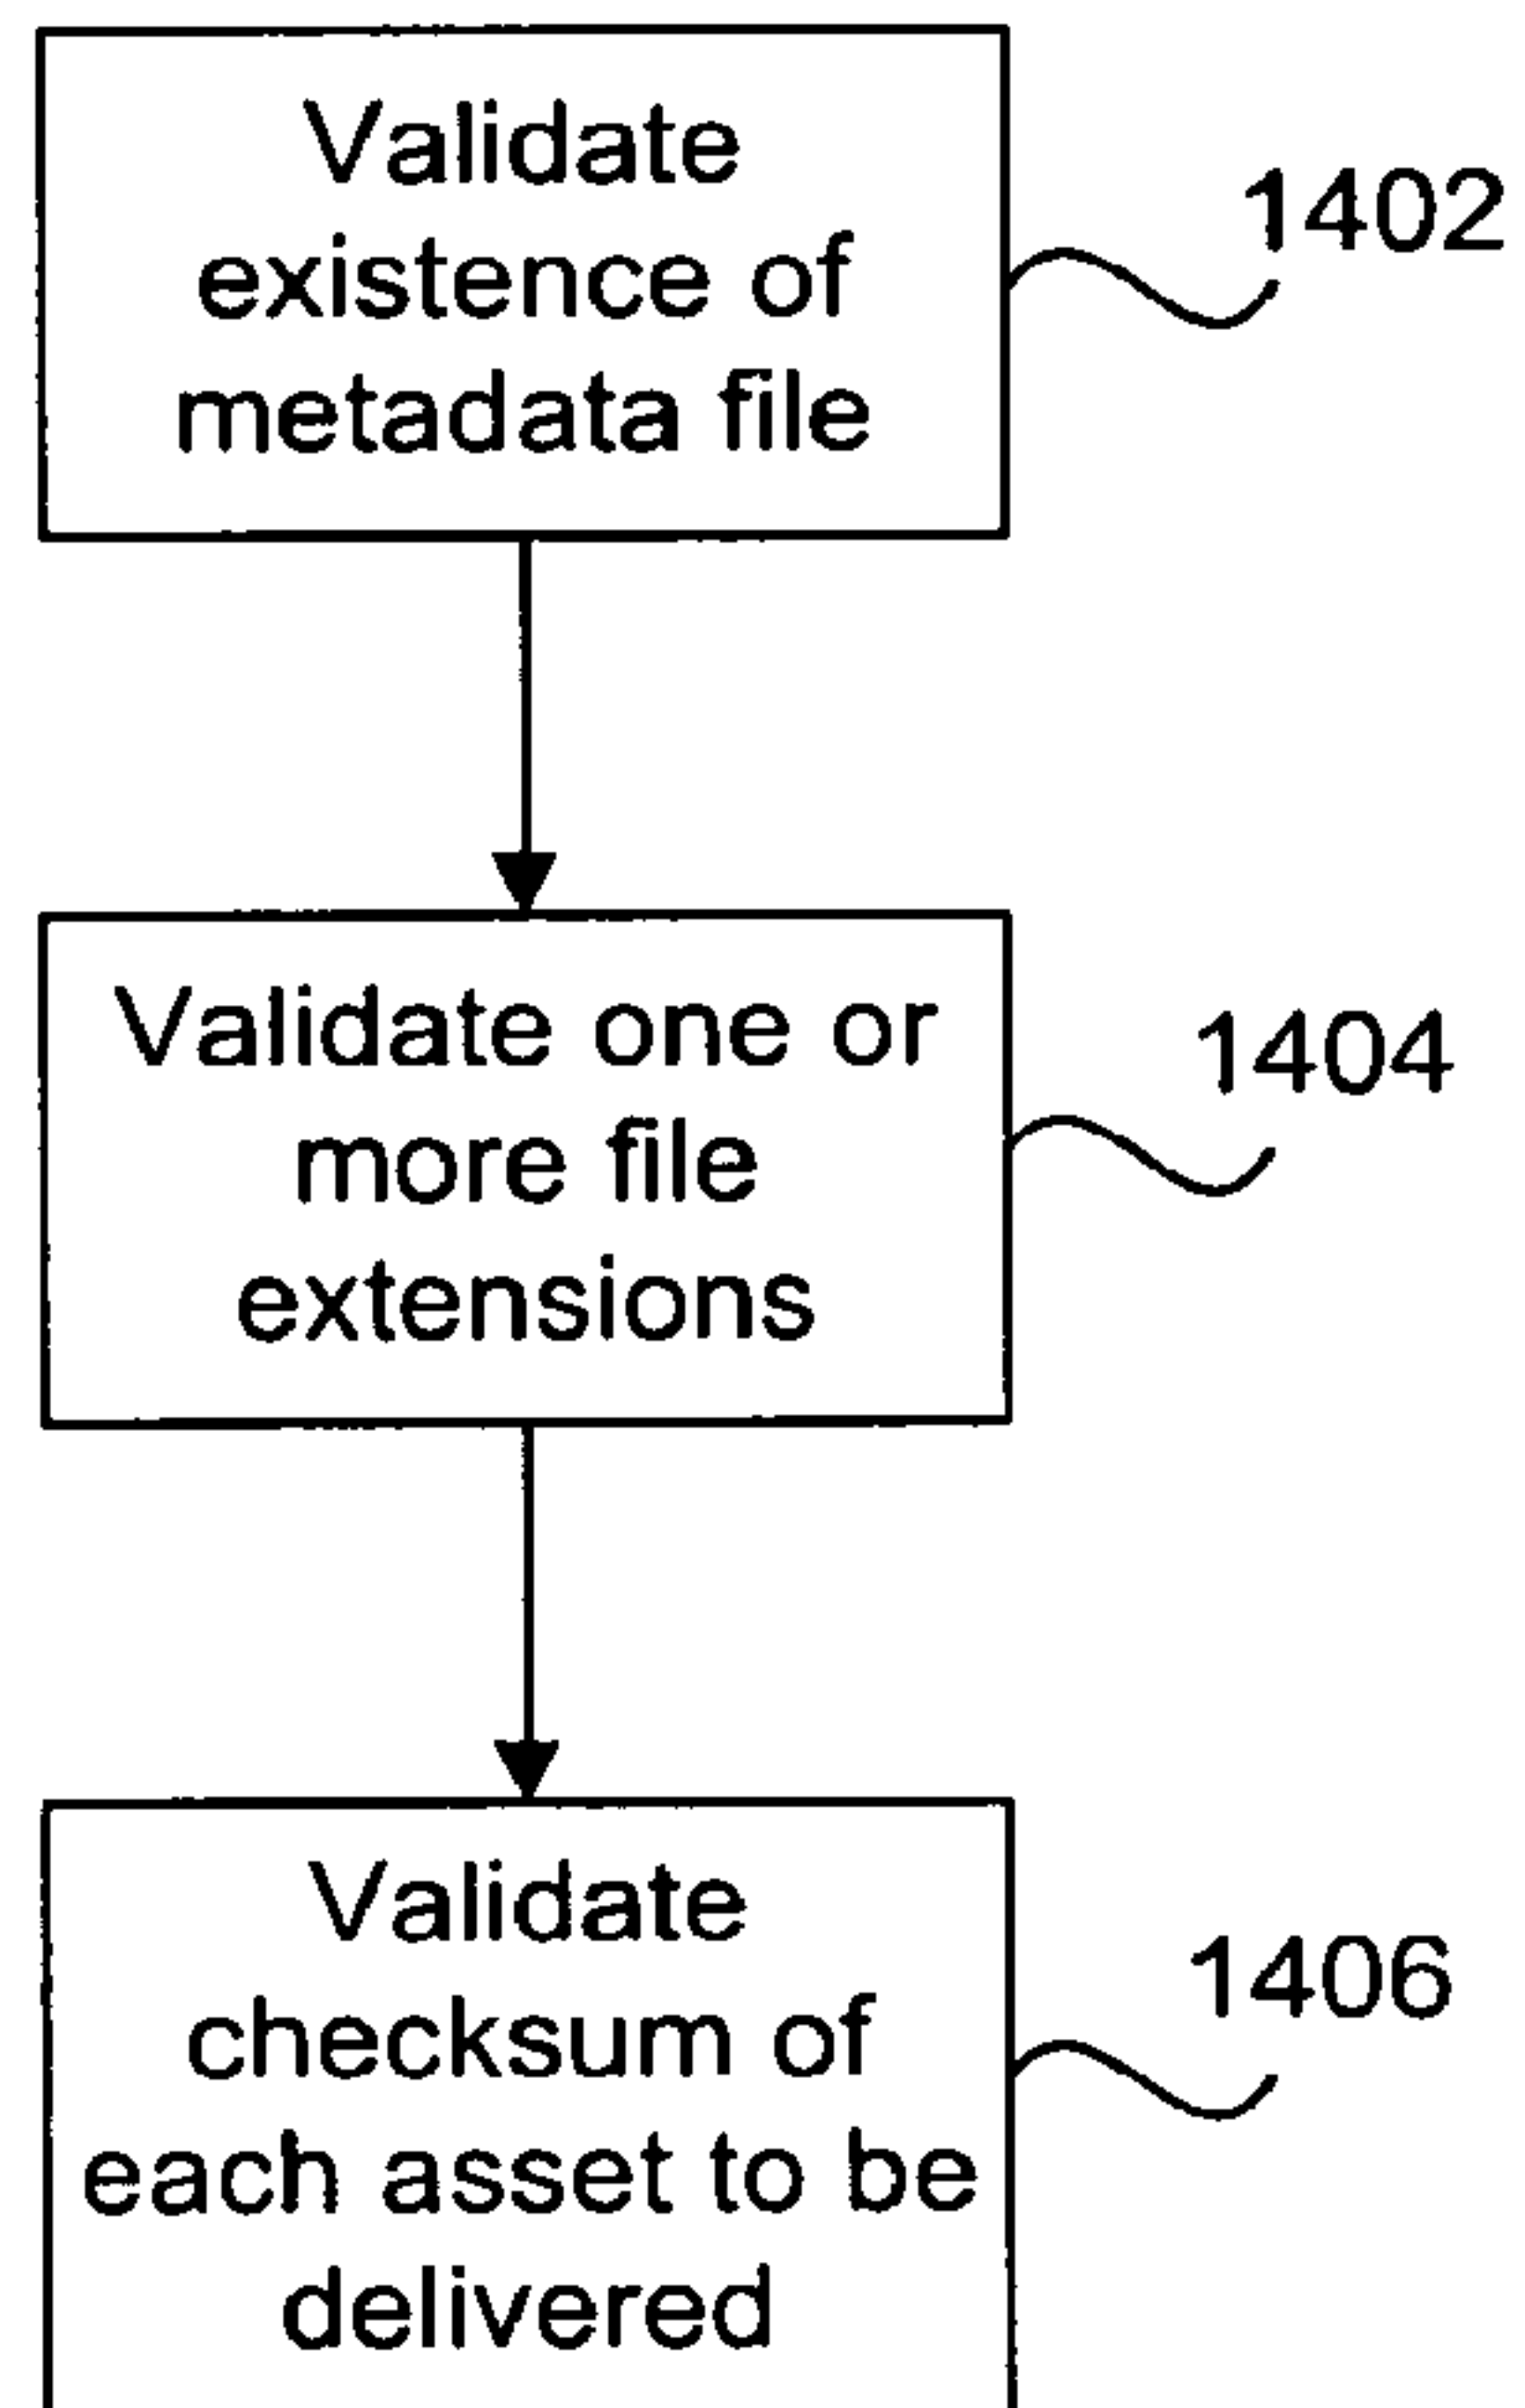 Validate
existence of
metadata file
1402
Validate one or
more file
extensions
1404
Validate
checksum of
each asset to be
delivered
1406